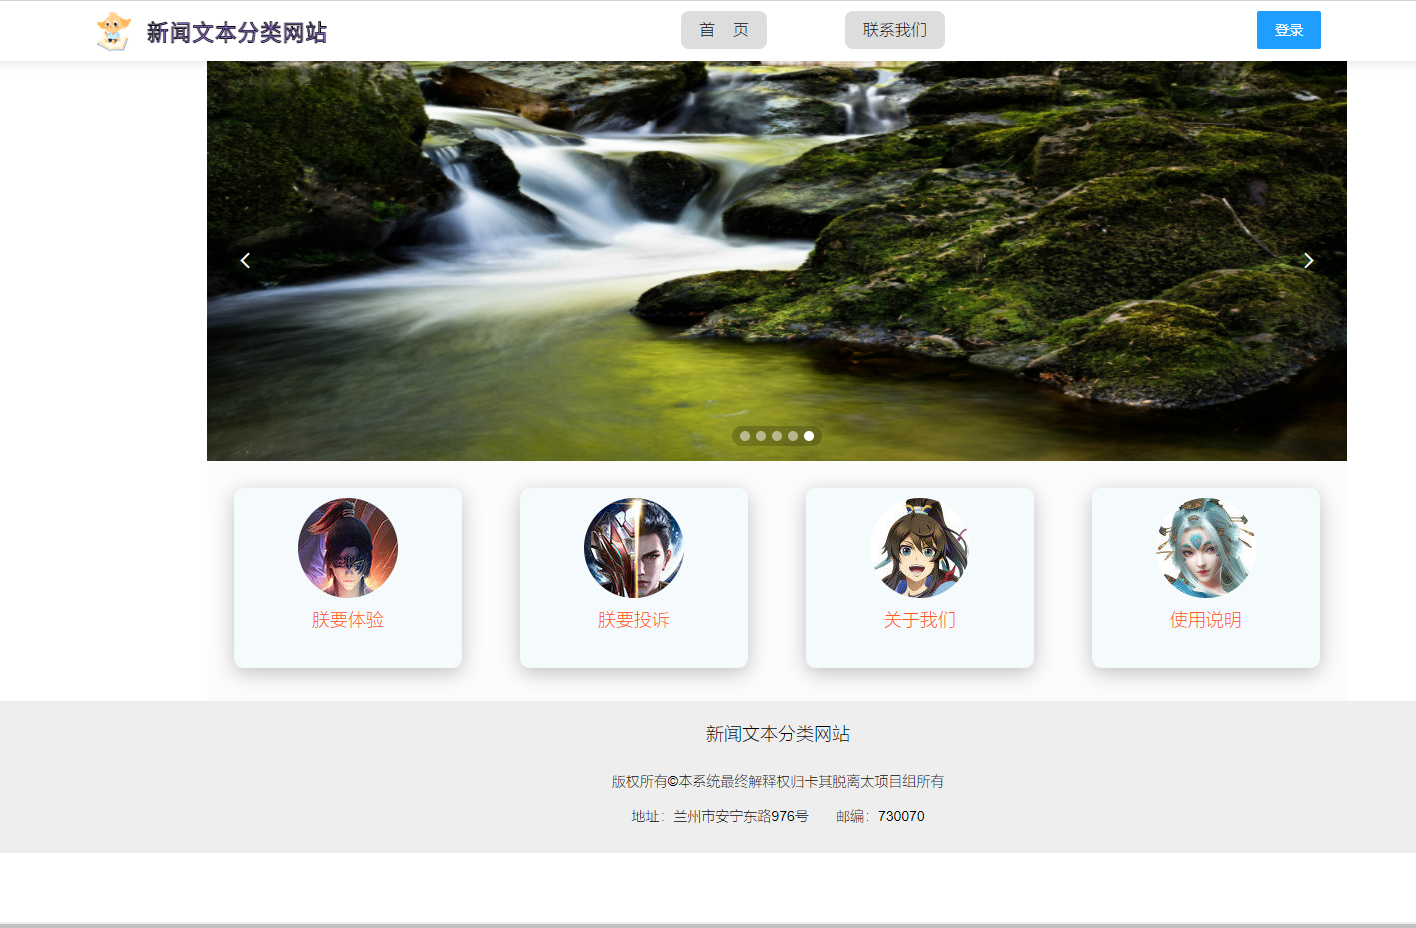 新闻文本分类网站
首 页
联系我们
登录
朕要体验
朕要投诉
关于我们
使用说明
新闻文本分类网站
版权所有©本系统最终解释权归卡其脱离太项目组所有
地址：兰州市安宁东路976号 邮编：730070